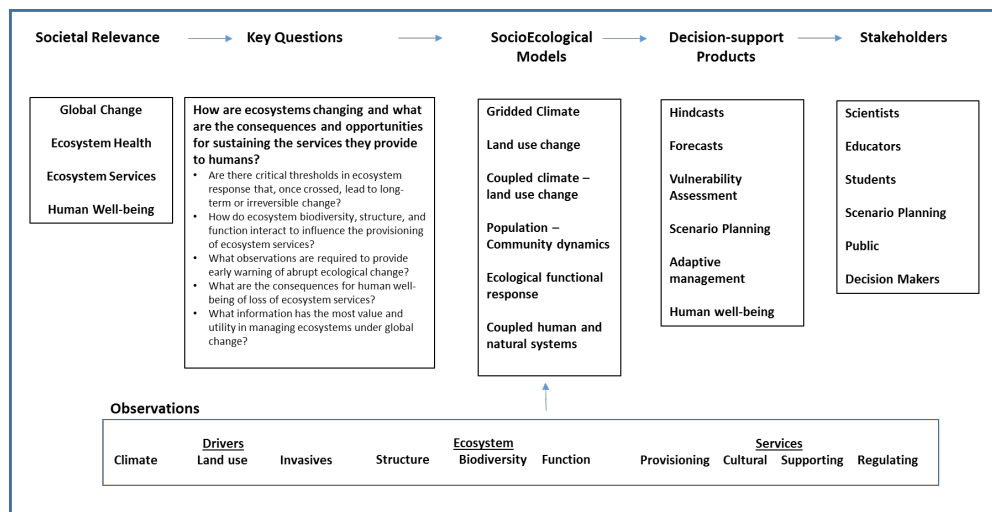 Societal Relevance
Key Questions
SocioEcological
Models
Decision-support
Products
Stakeholders
Global Change
Ecosystem Health
Ecosystem Services
Human Well-being
How are ecosystems changing and what
are the consequences and opportunities
for sustaining the services they provide
to humans?
• Are there critical thresholds in ecosystem
response that, once crossed, lead to long-
term or irreversible change?
• How do ecosystem biodiversity, structure, and
function interact to influence the provisioning
of ecosystem services?
• What observations are required to provide
early warning of abrupt ecological change?
• What are the consequences for human well-
being of loss of ecosystem services?
• What information has the most value and
utility in managing ecosystems under global
change?
Gridded Climate
Land use change
Coupled climate –
land use change
Population –
Community dynamics
Ecological functional
response
Coupled human and
natural systems
Hindcasts
Forecasts
Vulnerability
Assessment
Scenario Planning
Adaptive
management
Human well-being
Scientists
Educators
Students
Scenario Planning
Public
Decision Makers
Observations
Drivers
Climate Land use Invasives
Ecosystem
Structure Biodiversity Function
Services
Provisioning Cultural Supporting Regulating